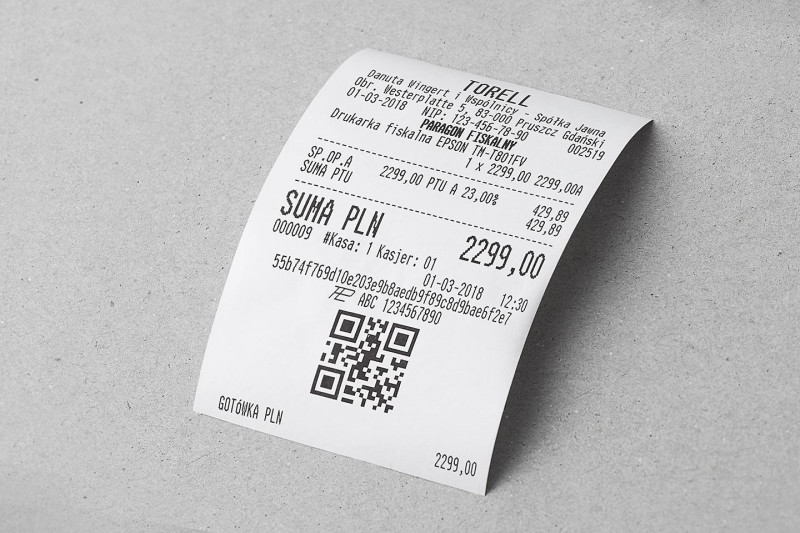 TORELL
Danuta Wingert i Wspólnicy - Spółka Jawna
Obr. Westerplatte 5, 83-000 Pruszcz Gdański
NIP: 123-456-78-90
01-03-2018 002519
PARAGON FISKALNY
Drukarka fiskalna EPSON TM-T801FV
1 x 2299,00 2299,00A
SP.OP.A 2299,00 PTU A 23,00% 429,89
SUMA PTU 429,89
SUMA PLN 2299,00
000009 #Kasa: 1 Kasjer: 01 01-03-2018 12:30
55b74f769d10e203e9b8aedb9f89c8d9bae6f2e7
ABC 1234567890
GOTÓWKA PLN 2299,00